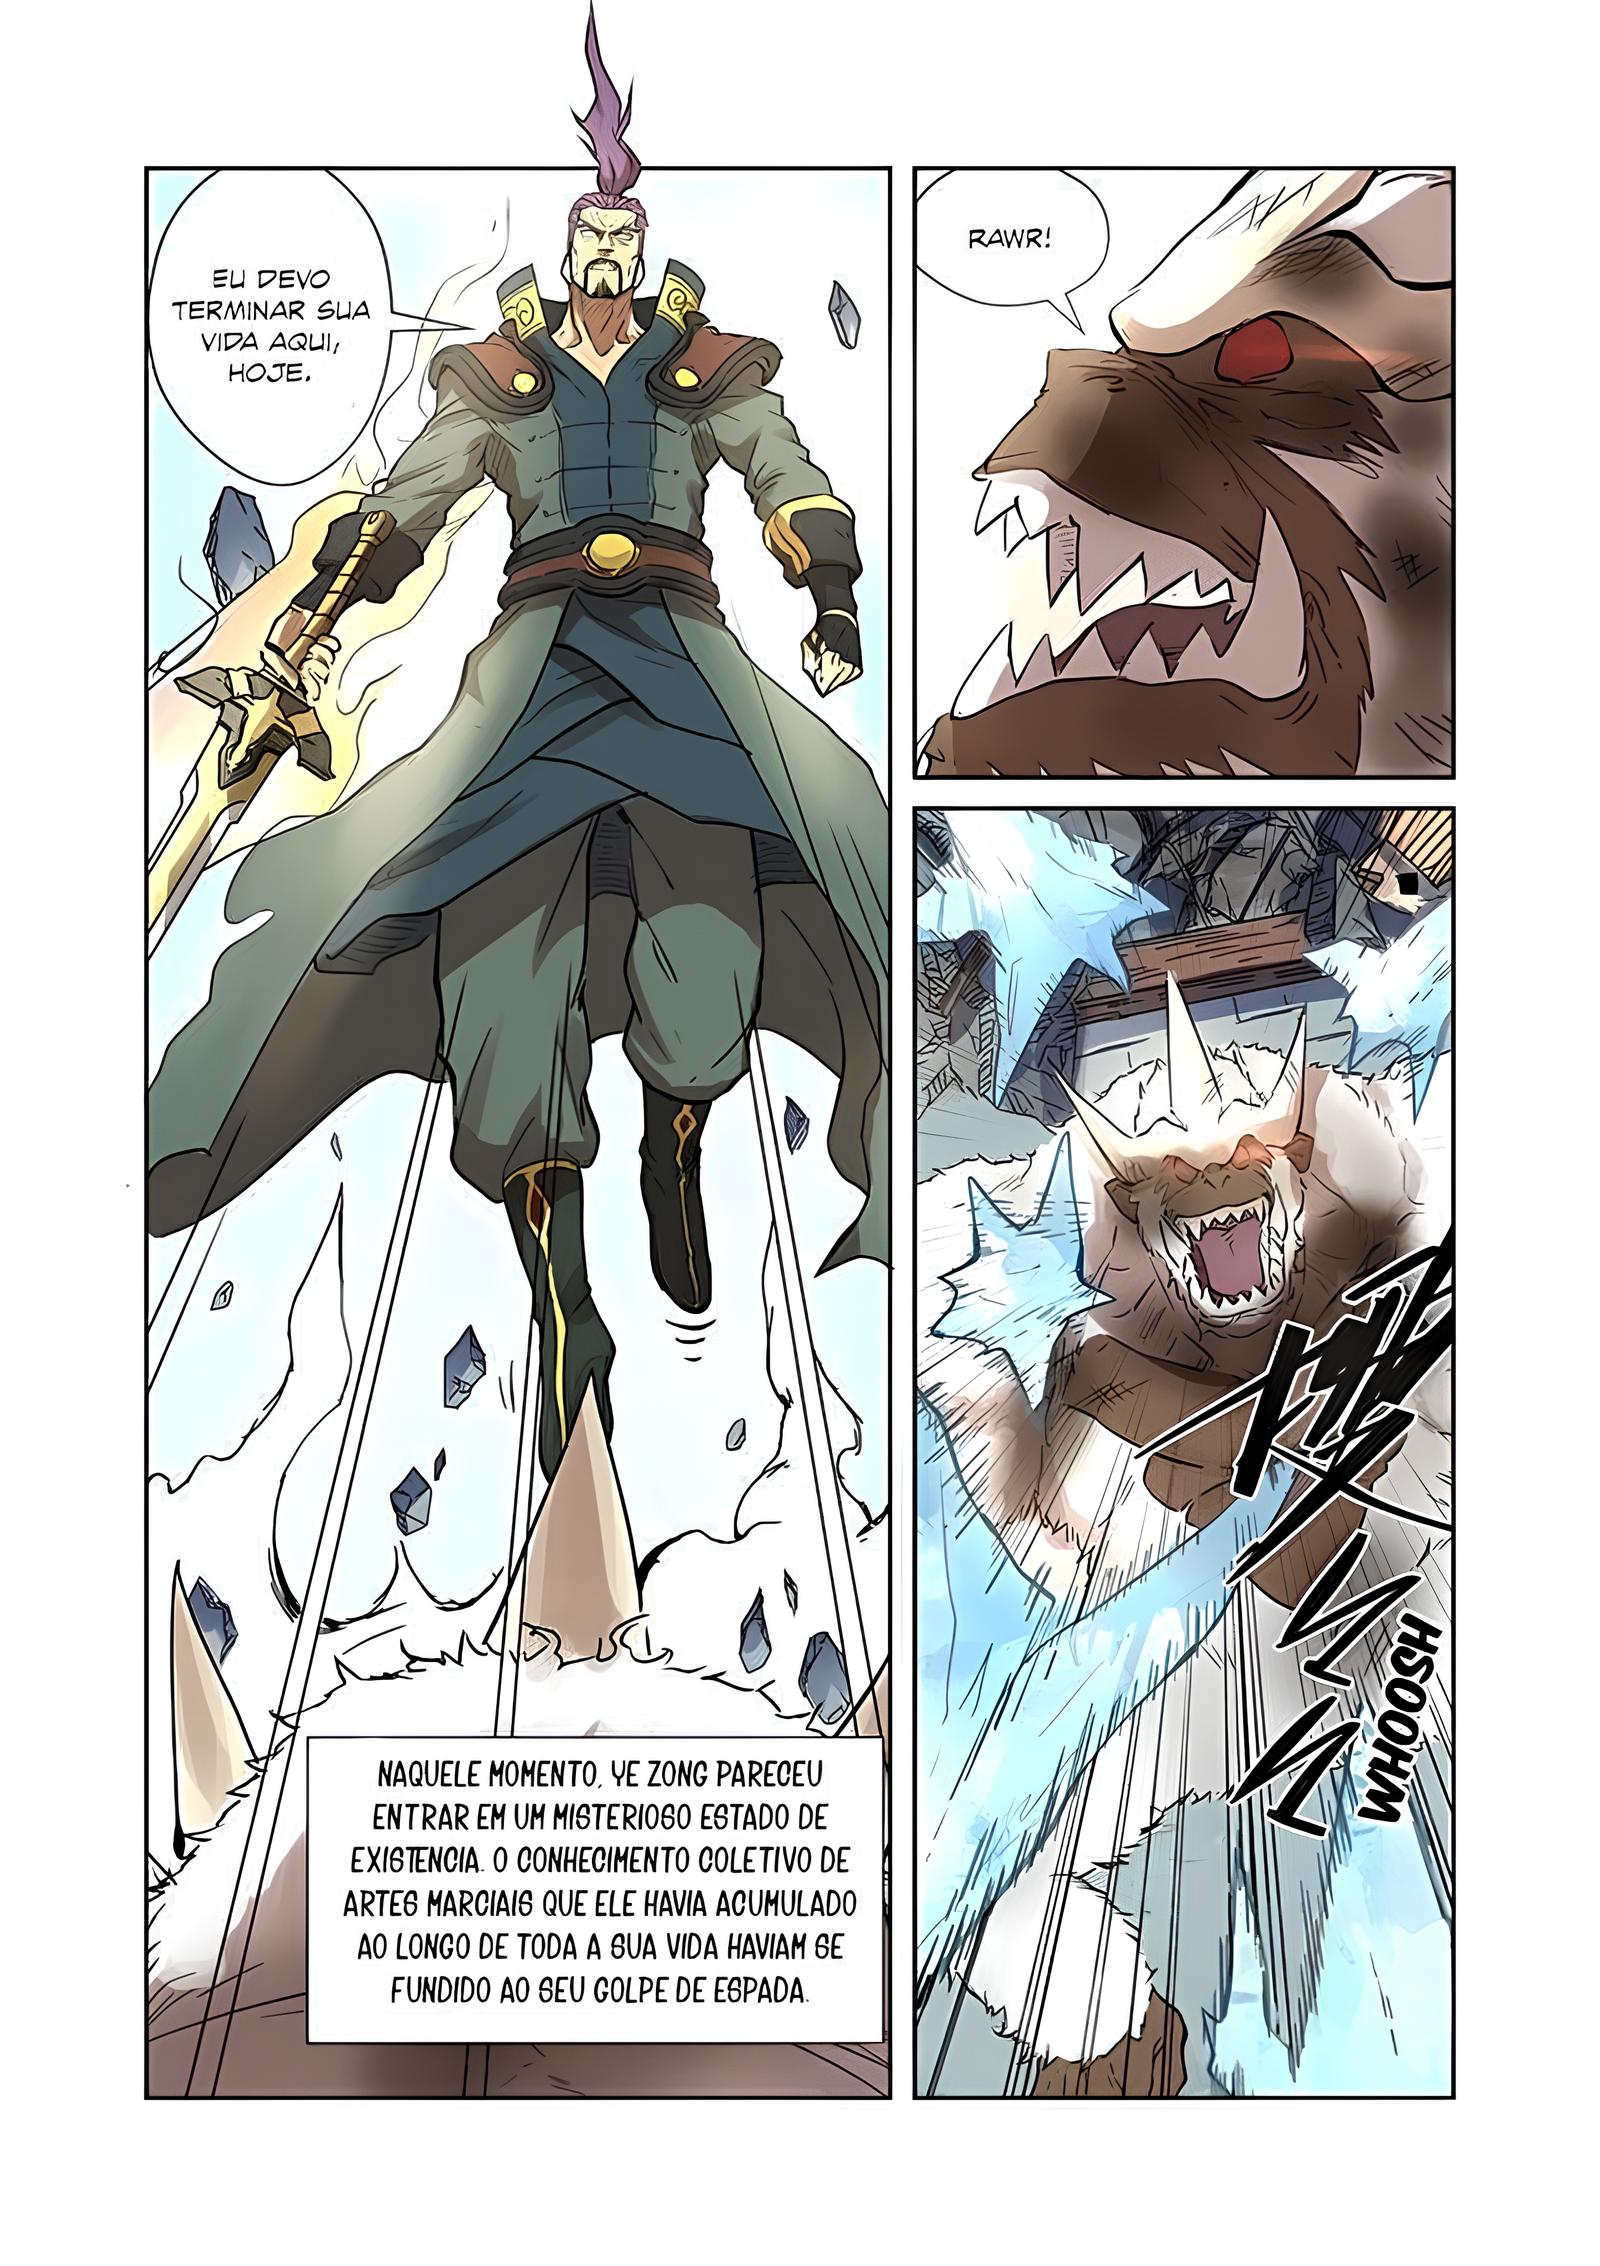 EU DEVO
TERMINAR SUA
VIDA AQUI,
HOJE.
RAWR!
WHOOSH
NAQUELE MOMENTO, YE ZONG PARECEU
ENTRAR EM UM MISTERIOSO ESTADO DE
EXISTENCIA. O CONHECIMENTO COLETIVO DE
ARTES MARCIAIS QUE ELE HAVIA ACUMULADO
AO LONGO DE TODA A SUA VIDA HAVIAM SE
FUNDIDO AO SEU GOLPE DE ESPADA.